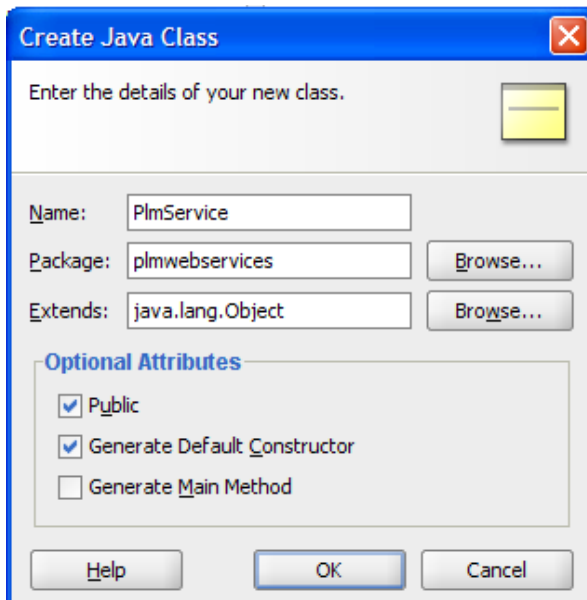 Create Java Class
Enter the details of your new class.
Name: PlmService
Package: plmwebservices Browse...
Extends: java.lang.Object Browse...
Optional Attributes
Public
Generate Default Constructor
Generate Main Method
Help OK Cancel